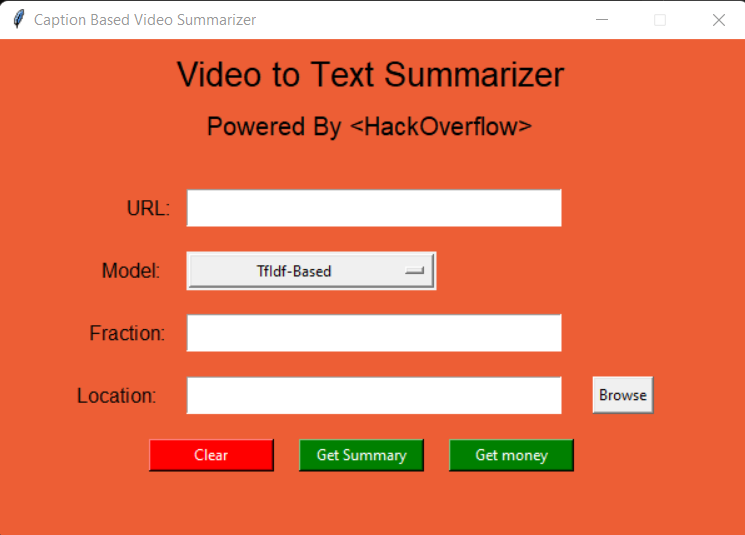 Caption Based Video Summarizer
Video to Text Summarizer
Powered By <HackOverflow>
URL:
Model: TfIdf-Based
Fraction:
Location: Browse
Clear Get Summary Get money